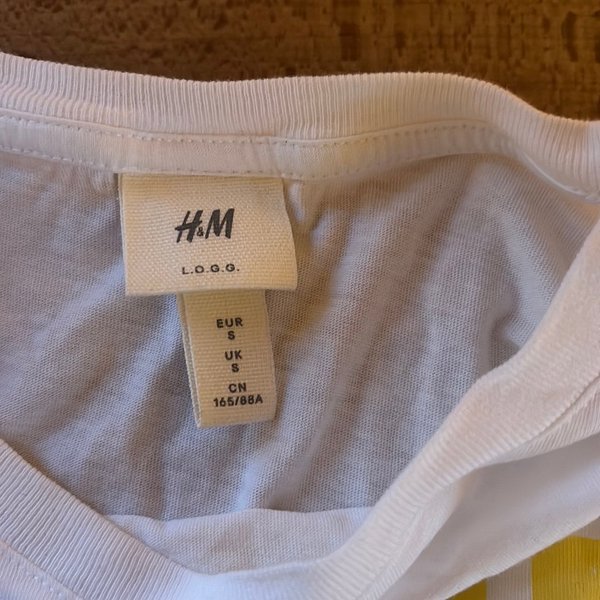 H&M
L.O.G.G.
EUR
S
UK
S
CN
165/88A